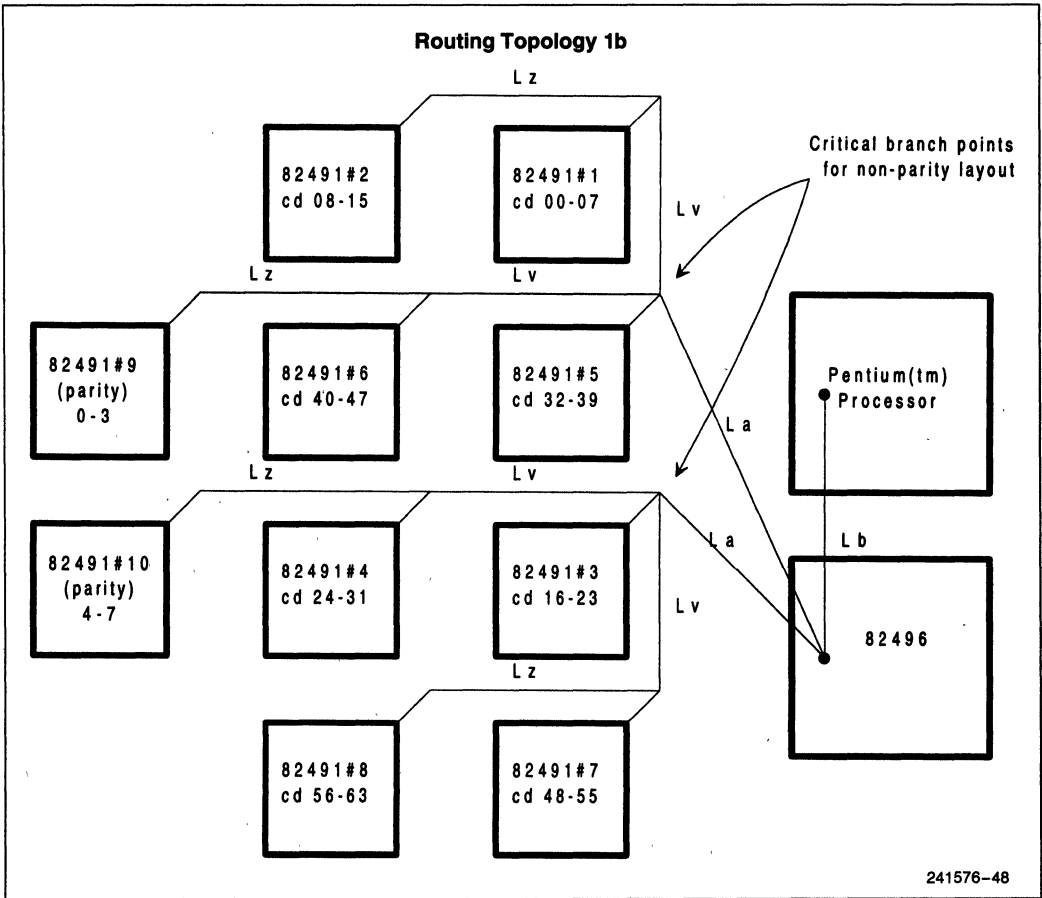 Routing Topology 1b
L z
82491#2
cd 08-15
82491#1
cd 00-07
Critical branch points
for non-parity layout
L v
L z
L v
82491#9
(parity)
0-3
82491#6
cd 40-47
82491#5
cd 32-39
Pentium(tm)
Processor
L a
L z
L v
82491#10
(parity)
4-7
82491#4
cd 24-31
82491#3
cd 16-23
L a
L b
L v
82496
L z
82491#8
cd 56-63
82491#7
cd 48-55
241576-48